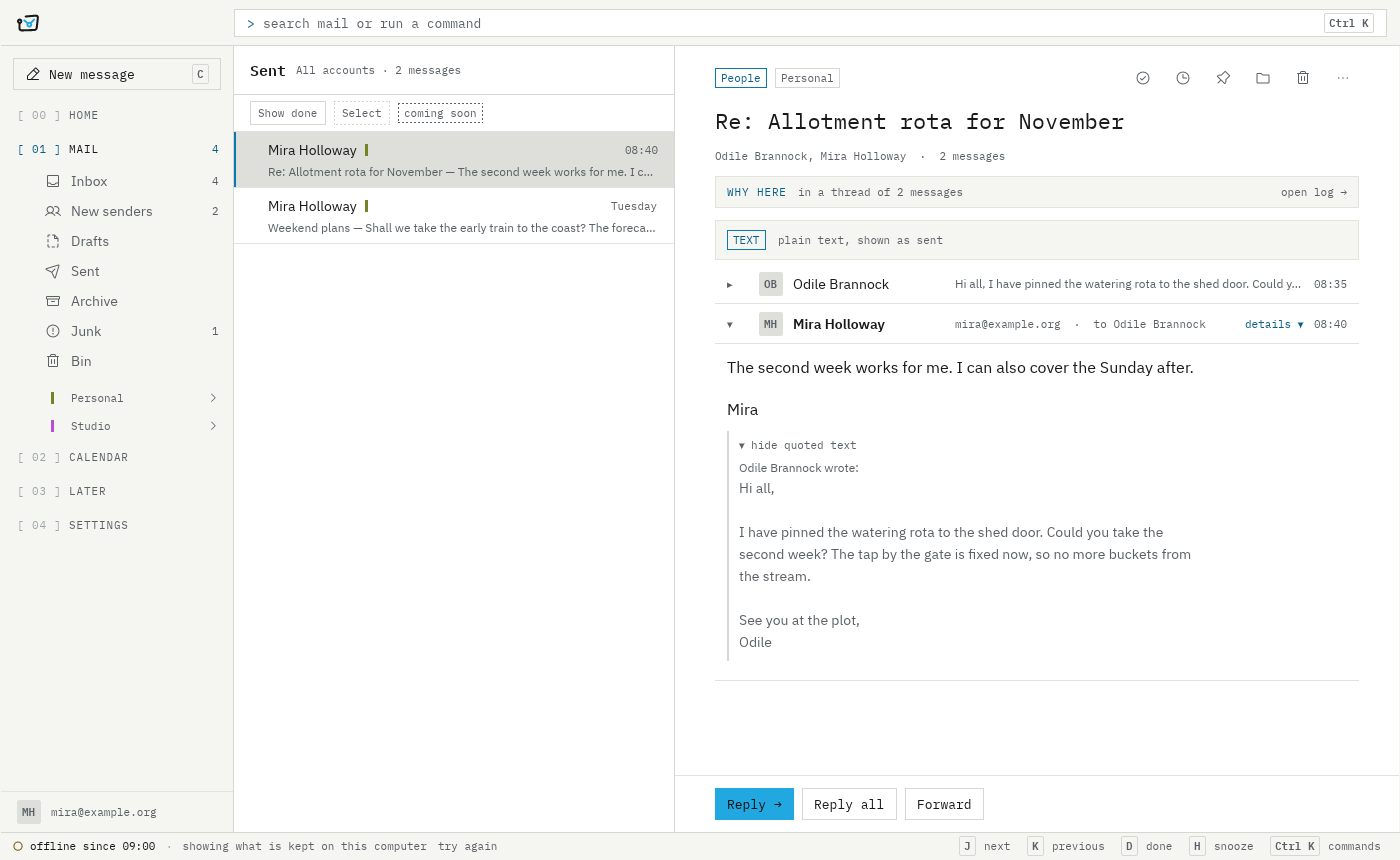 > search mail or run a command Ctrl K
New message C
[ 00 ] HOME
[ 01 ] MAIL 4
Inbox 4
New senders 2
Drafts
Sent
Archive
Junk 1
Bin
Personal
Studio
[ 02 ] CALENDAR
[ 03 ] LATER
[ 04 ] SETTINGS
MH mira@example.org
Sent All accounts · 2 messages
Show done Select coming soon
Mira Holloway 08:40
Re: Allotment rota for November — The second week works for me. I c…
Mira Holloway Tuesday
Weekend plans — Shall we take the early train to the coast? The foreca…
People Personal
Re: Allotment rota for November
Odile Brannock, Mira Holloway · 2 messages
WHY HERE in a thread of 2 messages open log →
TEXT plain text, shown as sent
▸ OB Odile Brannock Hi all, I have pinned the watering rota to the shed door. Could y… 08:35
▾ MH Mira Holloway mira@example.org · to Odile Brannock details ▾ 08:40
The second week works for me. I can also cover the Sunday after.
Mira
▾ hide quoted text
Odile Brannock wrote:
Hi all,
I have pinned the watering rota to the shed door. Could you take the
second week? The tap by the gate is fixed now, so no more buckets from
the stream.
See you at the plot,
Odile
Reply → Reply all Forward
offline since 09:00 · showing what is kept on this computer try again
J next K previous D done H snooze Ctrl K commands